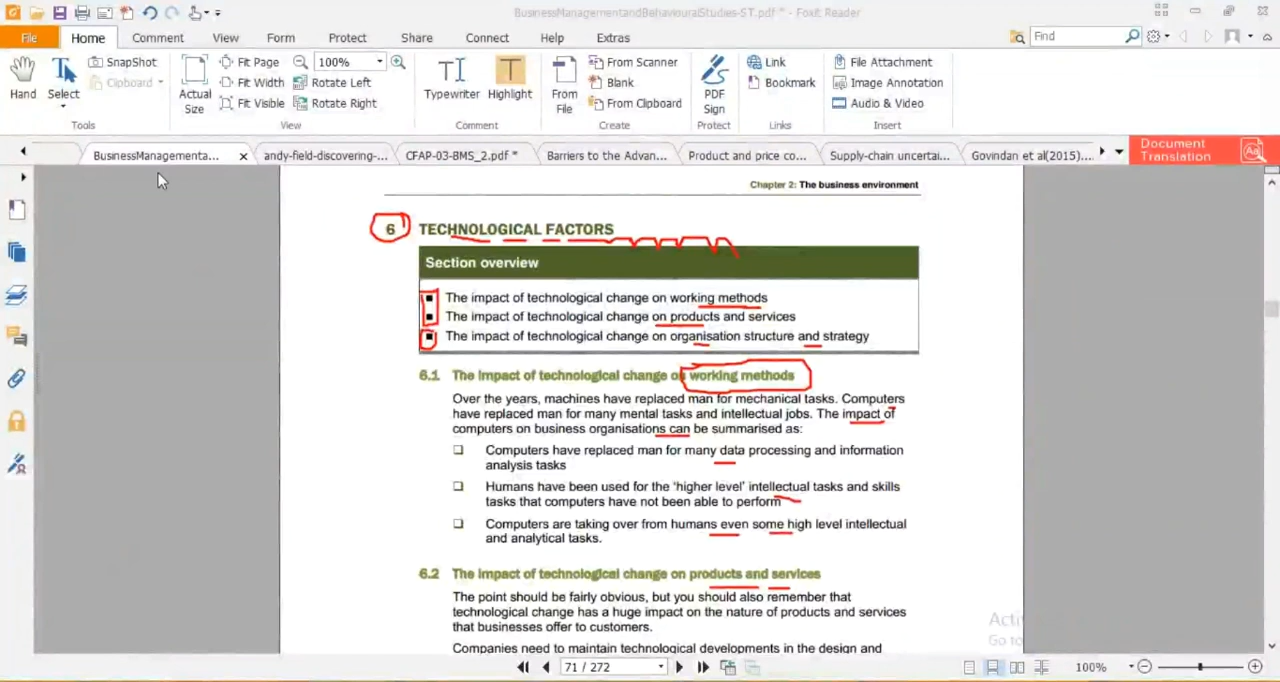 BusinessManagementandBehaviouralStudies-ST.pdf * - Foxit Reader
File Home Comment View Form Protect Share Connect Help Extras Find
SnapShot Fit Page 100% From Scanner Link File Attachment
Clipboard Fit Width Rotate Left Blank Bookmark Image Annotation
Hand Select Actual Size Fit Visible Rotate Right Typewriter Highlight From File From Clipboard PDF Sign Audio & Video
Tools View Comment Create Protect Links Insert
BusinessManagementa... andy-field-discovering-... CFAP-03-BMS_2.pdf * Barriers to the Advan... Product and price co... Supply-chain uncertai... Govindan et al(2015)... Document Translation
Chapter 2: The business environment
6 TECHNOLOGICAL FACTORS
Section overview
■ The impact of technological change on working methods
■ The impact of technological change on products and services
■ The impact of technological change on organisation structure and strategy
6.1 The impact of technological change on working methods
Over the years, machines have replaced man for mechanical tasks. Computers
have replaced man for many mental tasks and intellectual jobs. The impact of
computers on business organisations can be summarised as:
❑ Computers have replaced man for many data processing and information
analysis tasks
❑ Humans have been used for the ‘higher level’ intellectual tasks and skills
tasks that computers have not been able to perform
❑ Computers are taking over from humans even some high level intellectual
and analytical tasks.
6.2 The impact of technological change on products and services
The point should be fairly obvious, but you should also remember that
technological change has a huge impact on the nature of products and services
that businesses offer to customers.
Companies need to maintain technological developments in the design and
Acti
Go to
71 / 272 100%